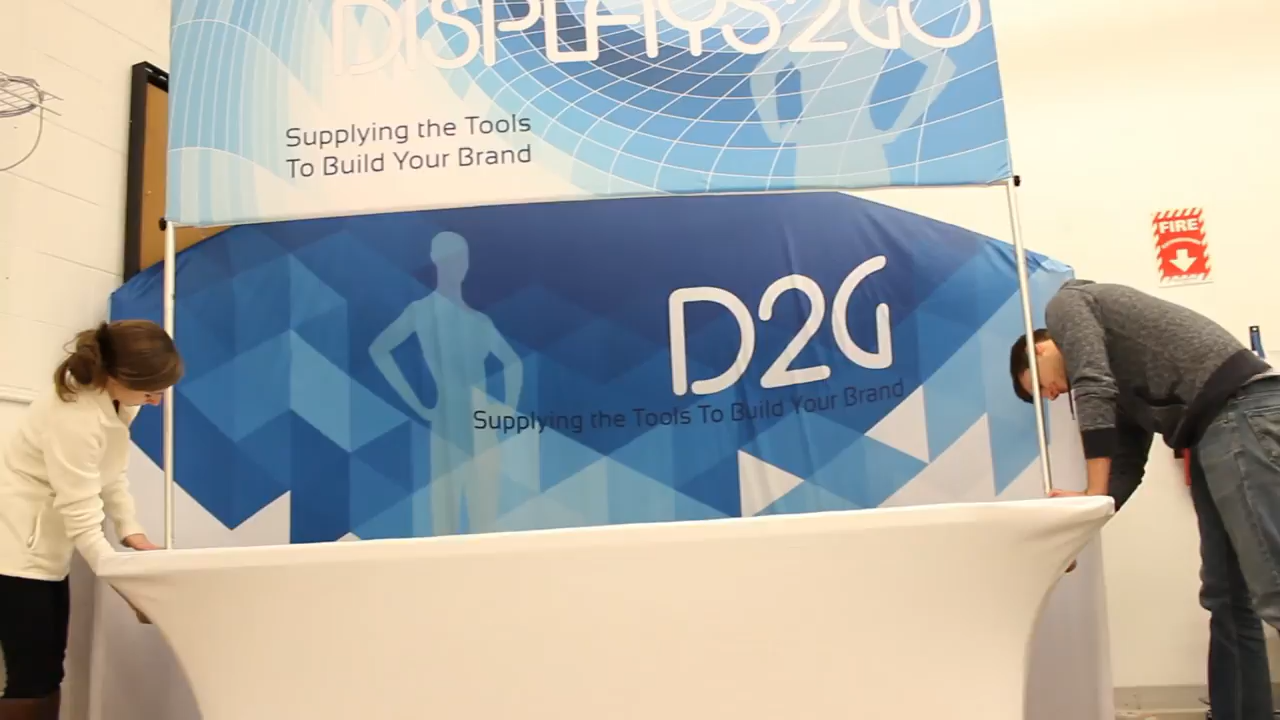 DISPLAYS2GO
Supplying the Tools
To Build Your Brand
D2G
Supplying the Tools To Build Your Brand
FIRE